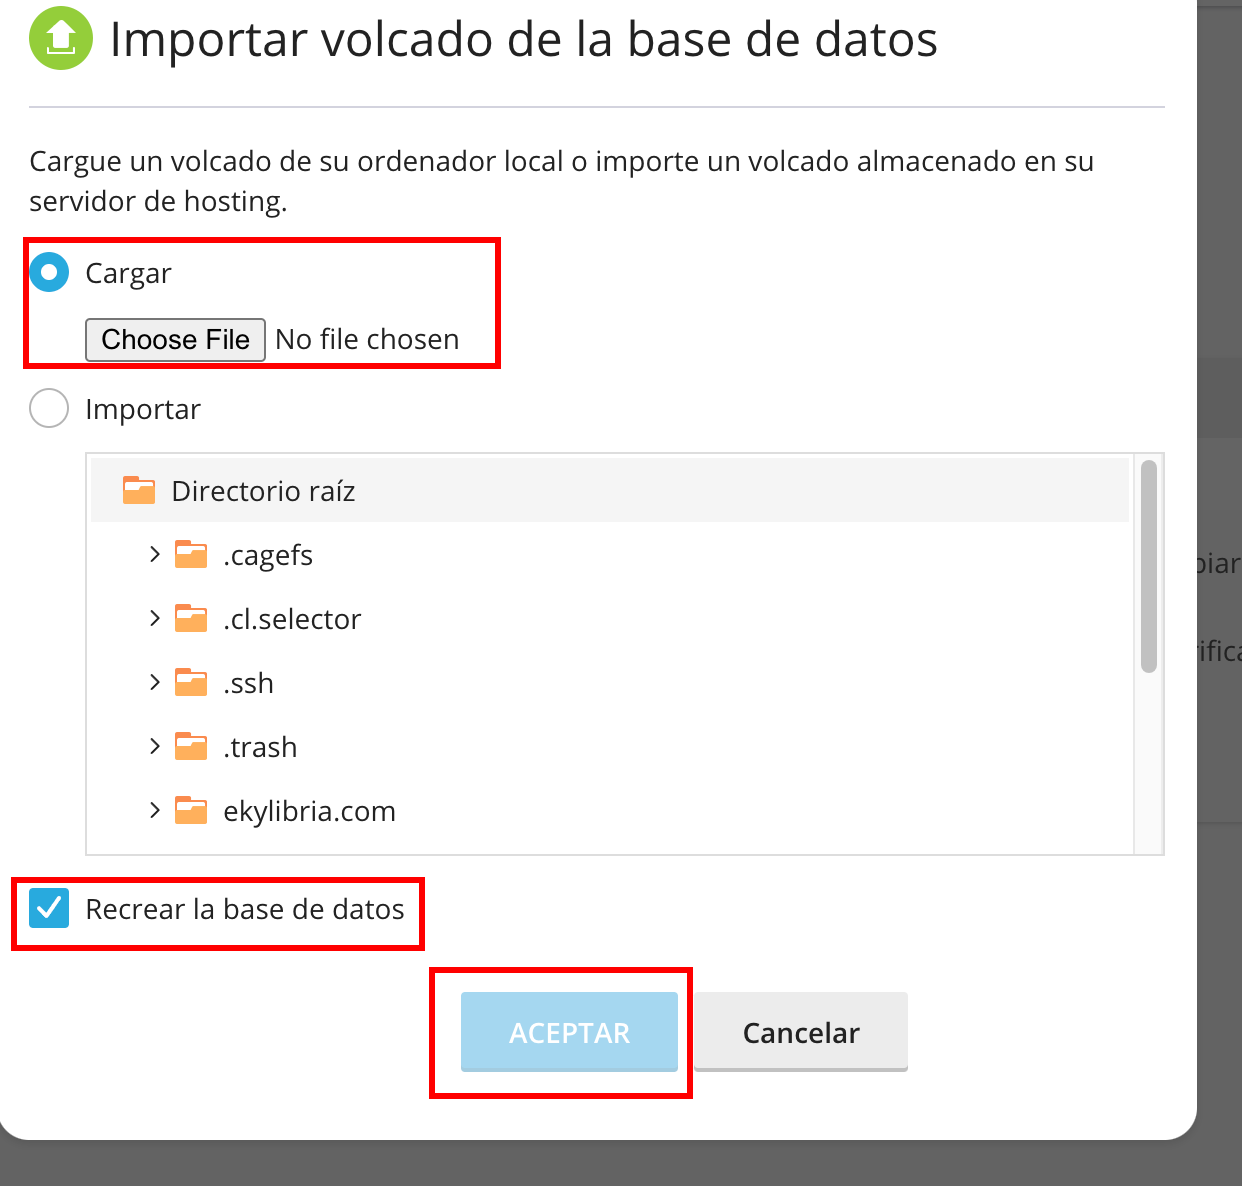 Importar volcado de la base de datos
Cargue un volcado de su ordenador local o importe un volcado almacenado en su
servidor de hosting.
Cargar
Choose File No file chosen
Importar
Directorio raíz
.cagefs
.cl.selector
.ssh
.trash
ekylibria.com
Recrear la base de datos
ACEPTAR Cancelar